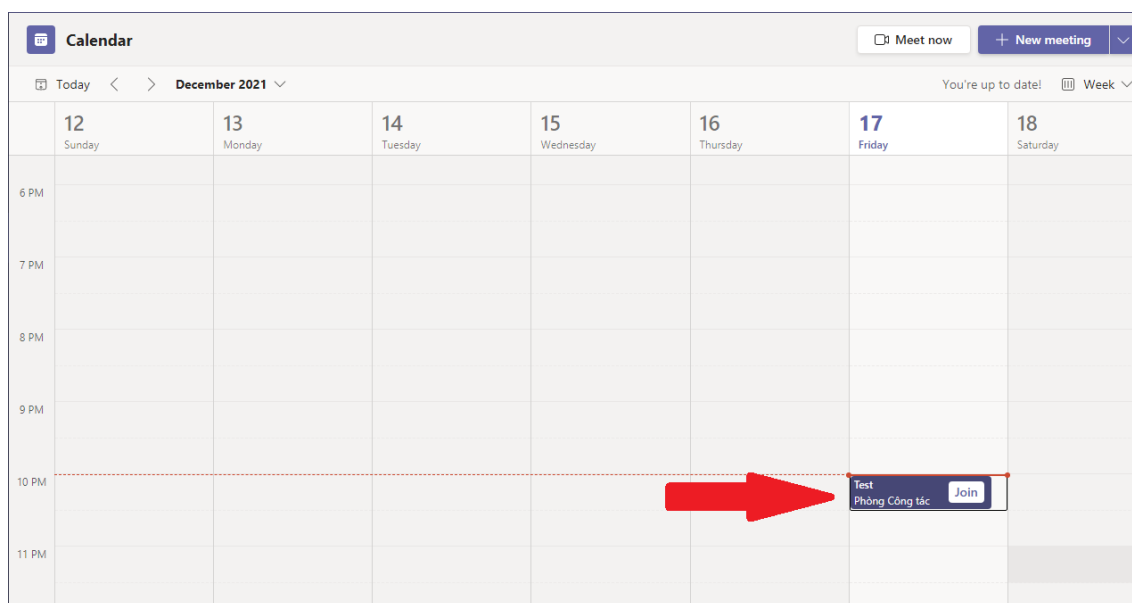 Calendar
Meet now
+ New meeting
Today
December 2021
You're up to date!
Week
12
Sunday
13
Monday
14
Tuesday
15
Wednesday
16
Thursday
17
Friday
18
Saturday
6 PM
7 PM
8 PM
9 PM
10 PM
Test
Phòng Công tác
Join
11 PM